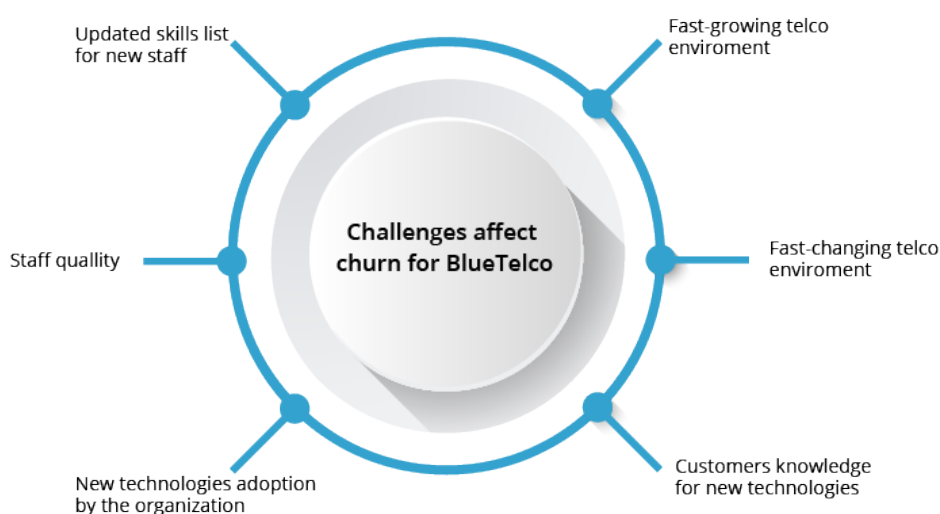 Updated skills list
for new staff
Fast-growing telco
enviroment
Challenges affect
churn for BlueTelco
Staff quallity
Fast-changing telco
enviroment
New technologies adoption
by the organization
Customers knowledge
for new technologies